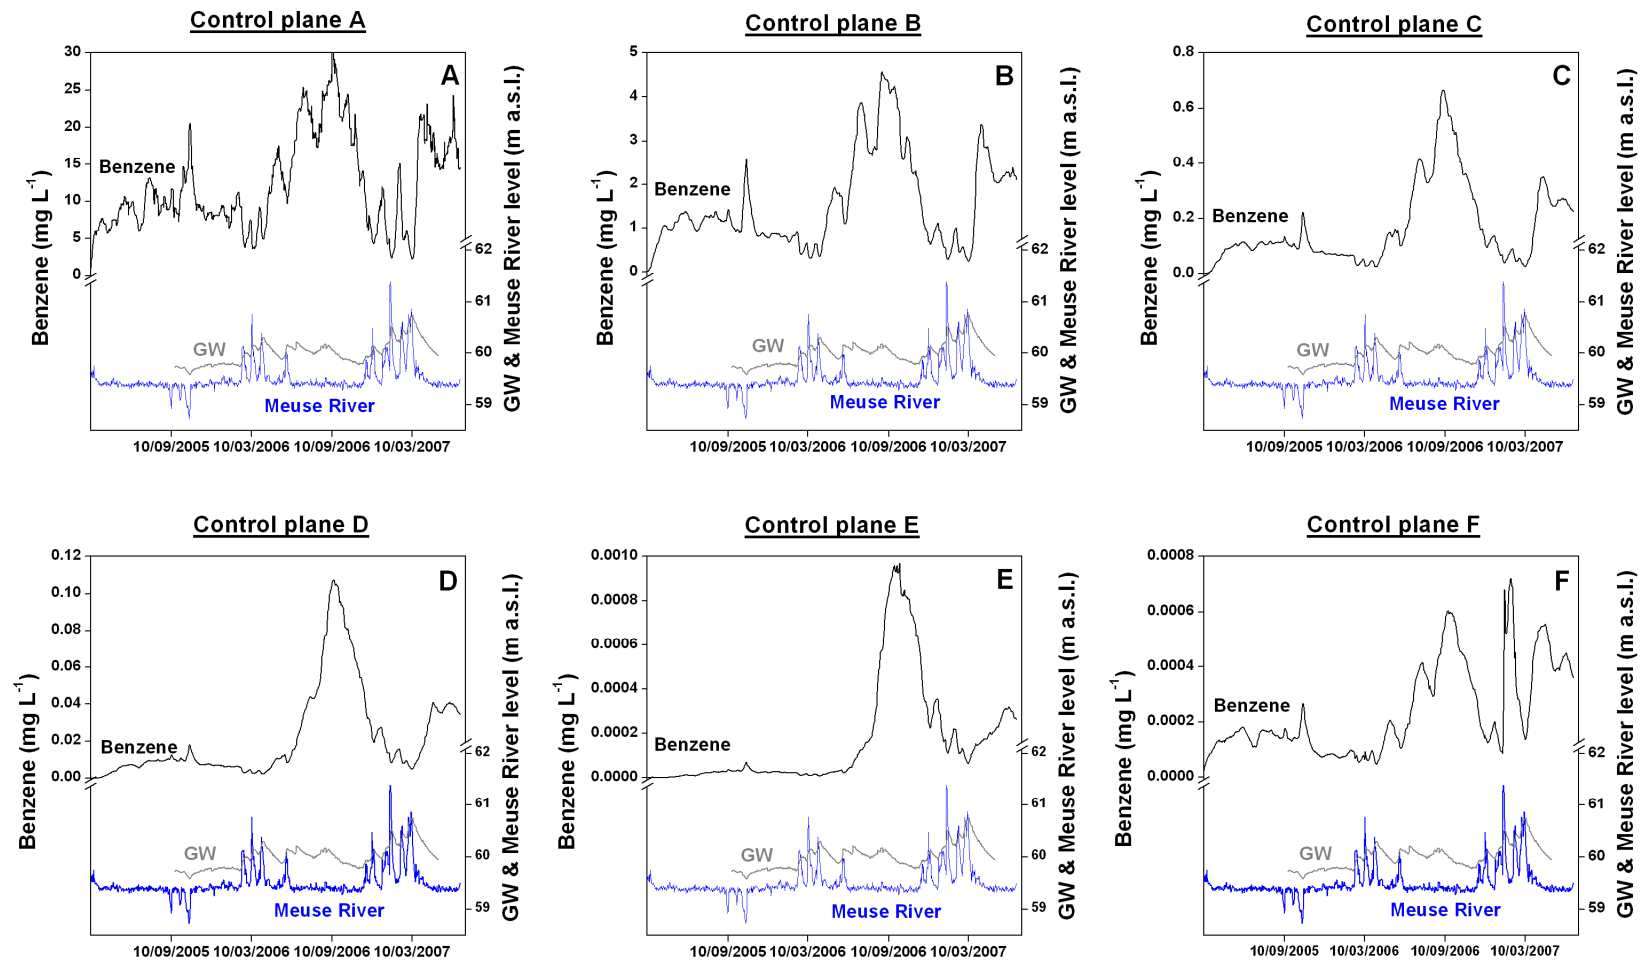 Control plane A
A
Benzene (mg L-1)
30
25
20
15
10
5
0
Benzene
GW
Meuse River
62
61
60
59
GW & Meuse River level (m a.s.l.)
10/09/2005 10/03/2006 10/09/2006 10/03/2007
Control plane B
B
Benzene (mg L-1)
5
4
3
2
1
0
Benzene
GW
Meuse River
62
61
60
59
GW & Meuse River level (m a.s.l.)
10/09/2005 10/03/2006 10/09/2006 10/03/2007
Control plane C
C
Benzene (mg L-1)
0.8
0.6
0.4
0.2
0.0
Benzene
GW
Meuse River
62
61
60
59
GW & Meuse River level (m a.s.l.)
10/09/2005 10/03/2006 10/09/2006 10/03/2007
Control plane D
D
Benzene (mg L-1)
0.12
0.10
0.08
0.06
0.04
0.02
0.00
Benzene
GW
Meuse River
62
61
60
59
GW & Meuse River level (m a.s.l.)
10/09/2005 10/03/2006 10/09/2006 10/03/2007
Control plane E
E
Benzene (mg L-1)
0.0010
0.0008
0.0006
0.0004
0.0002
0.0000
Benzene
GW
Meuse River
62
61
60
59
GW & Meuse River level (m a.s.l.)
10/09/2005 10/03/2006 10/09/2006 10/03/2007
Control plane F
F
Benzene (mg L-1)
0.0008
0.0006
0.0004
0.0002
0.0000
Benzene
GW
Meuse River
62
61
60
59
GW & Meuse River level (m a.s.l.)
10/09/2005 10/03/2006 10/09/2006 10/03/2007